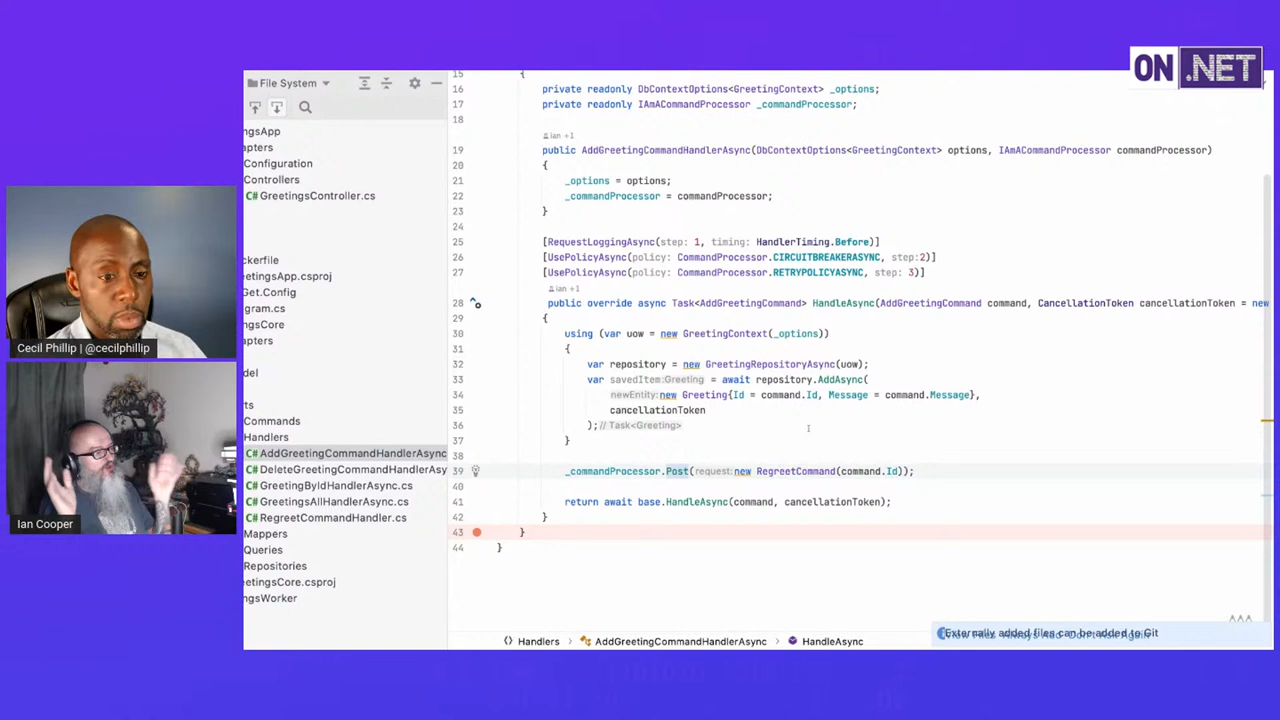 ON .NET
File System
ngsApp
apters
Configuration
Controllers
C# GreetingsController.cs
ckerfile
eetingsApp.csproj
Get.Config
gram.cs
ngsCore
apters
del
ts
Commands
Handlers
C# AddGreetingCommandHandlerAsync
C# DeleteGreetingCommandHandlerAsy
C# GreetingByIdHandlerAsync.cs
C# GreetingsAllHandlerAsync.cs
C# RegreetCommandHandler.cs
Mappers
Queries
Repositories
eetingsCore.csproj
ngsWorker
15 {
16 private readonly DbContextOptions<GreetingContext> _options;
17 private readonly IAmACommandProcessor _commandProcessor;
18
ian +1
19 public AddGreetingCommandHandlerAsync(DbContextOptions<GreetingContext> options, IAmACommandProcessor commandProcessor)
20 {
21 _options = options;
22 _commandProcessor = commandProcessor;
23 }
24
25 [RequestLoggingAsync(step: 1, timing: HandlerTiming.Before)]
26 [UsePolicyAsync(policy: CommandProcessor.CIRCUITBREAKERASYNC, step:2)]
27 [UsePolicyAsync(policy: CommandProcessor.RETRYPOLICYASYNC, step: 3)]
ian +1
28 public override async Task<AddGreetingCommand> HandleAsync(AddGreetingCommand command, CancellationToken cancellationToken = new
29 {
30 using (var uow = new GreetingContext(_options))
31 {
32 var repository = new GreetingRepositoryAsync(uow);
33 var savedItem:Greeting = await repository.AddAsync(
34 newEntity:new Greeting{Id = command.Id, Message = command.Message},
35 cancellationToken
36 );// Task<Greeting>
37 }
38
39 _commandProcessor.Post(request:new RegreetCommand(command.Id));
40
41 return await base.HandleAsync(command, cancellationToken);
42 }
43 }
44 }
Handlers > AddGreetingCommandHandlerAsync > HandleAsync
Externally added files can be added to Git
Cecil Phillip | @cecilphillip
Ian Cooper